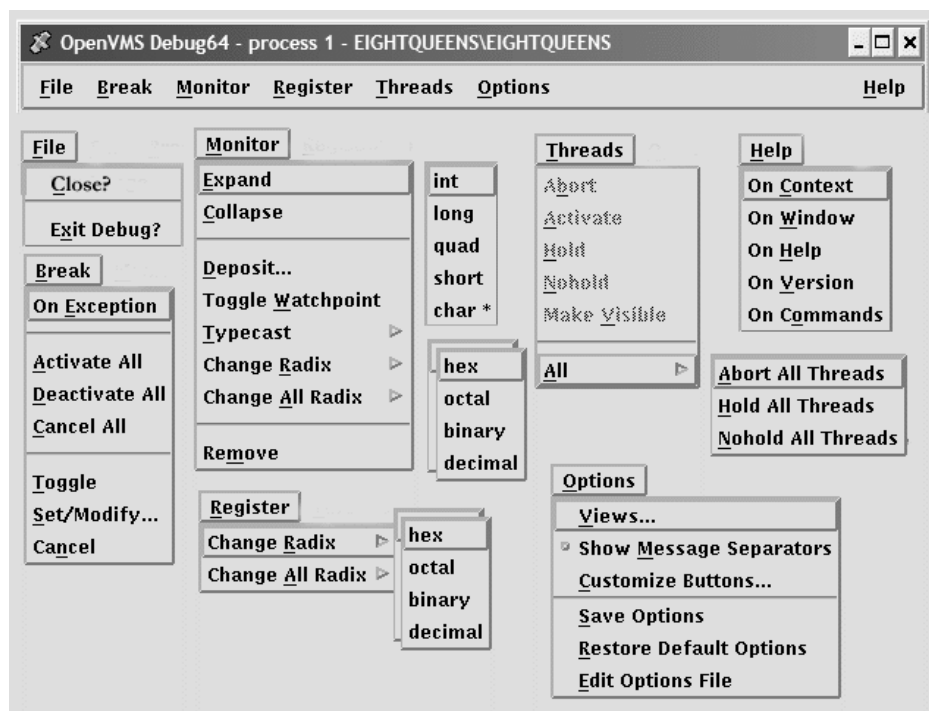 OpenVMS Debug64 - process 1 - EIGHTQUEENS\EIGHTQUEENS
File Break Monitor Register Threads Options Help
File
Close?
Exit Debug?
Break
On Exception
Activate All
Deactivate All
Cancel All
Toggle
Set/Modify...
Cancel
Monitor
Expand
Collapse
Deposit...
Toggle Watchpoint
Typecast
Change Radix
Change All Radix
Remove
int
long
quad
short
char *
hex
octal
binary
decimal
Register
Change Radix
Change All Radix
hex
octal
binary
decimal
Threads
Abort
Activate
Hold
Nohold
Make Visible
All
Help
On Context
On Window
On Help
On Version
On Commands
Abort All Threads
Hold All Threads
Nohold All Threads
Options
Views...
Show Message Separators
Customize Buttons...
Save Options
Restore Default Options
Edit Options File